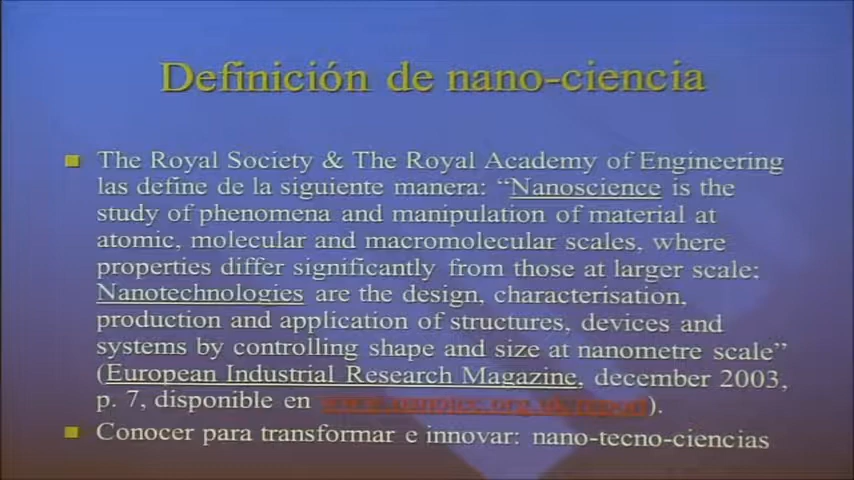 Definición de nano-ciencia
The Royal Society & The Royal Academy of Engineering
las define de la siguiente manera: “Nanoscience is the
study of phenomena and manipulation of material at
atomic, molecular and macromolecular scales, where
properties differ significantly from those at larger scale;
Nanotechnologies are the design, characterisation,
production and application of structures, devices and
systems by controlling shape and size at nanometre scale”
(European Industrial Research Magazine, december 2003,
p. 7, disponible en www.nanotec.org.uk/report).
Conocer para transformar e innovar: nano-tecno-ciencias